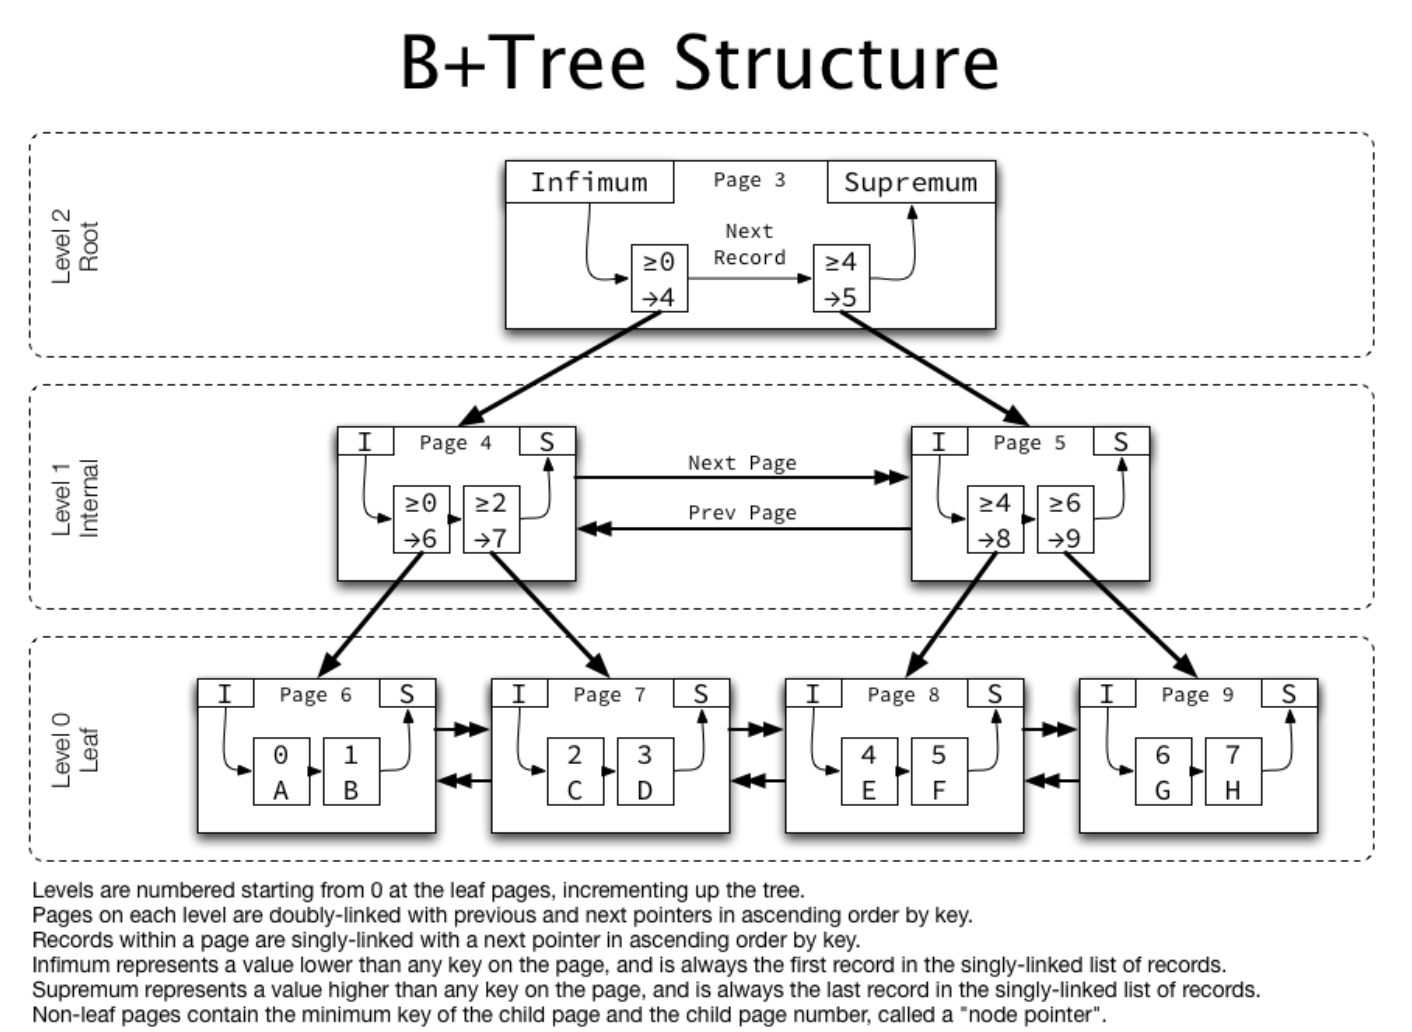 B+Tree Structure
Level 2
Root
Infimum
Page 3
Supremum
Next
Record
≥0
→4
≥4
→5
Level 1
Internal
I
Page 4
S
≥0
→6
≥2
→7
Next Page
Prev Page
I
Page 5
S
≥4
→8
≥6
→9
Level 0
Leaf
I
Page 6
S
0
A
1
B
I
Page 7
S
2
C
3
D
I
Page 8
S
4
E
5
F
I
Page 9
S
6
G
7
H
Levels are numbered starting from 0 at the leaf pages, incrementing up the tree.
Pages on each level are doubly-linked with previous and next pointers in ascending order by key.
Records within a page are singly-linked with a next pointer in ascending order by key.
Infimum represents a value lower than any key on the page, and is always the first record in the singly-linked list of records.
Supremum represents a value higher than any key on the page, and is always the last record in the singly-linked list of records.
Non-leaf pages contain the minimum key of the child page and the child page number, called a "node pointer".